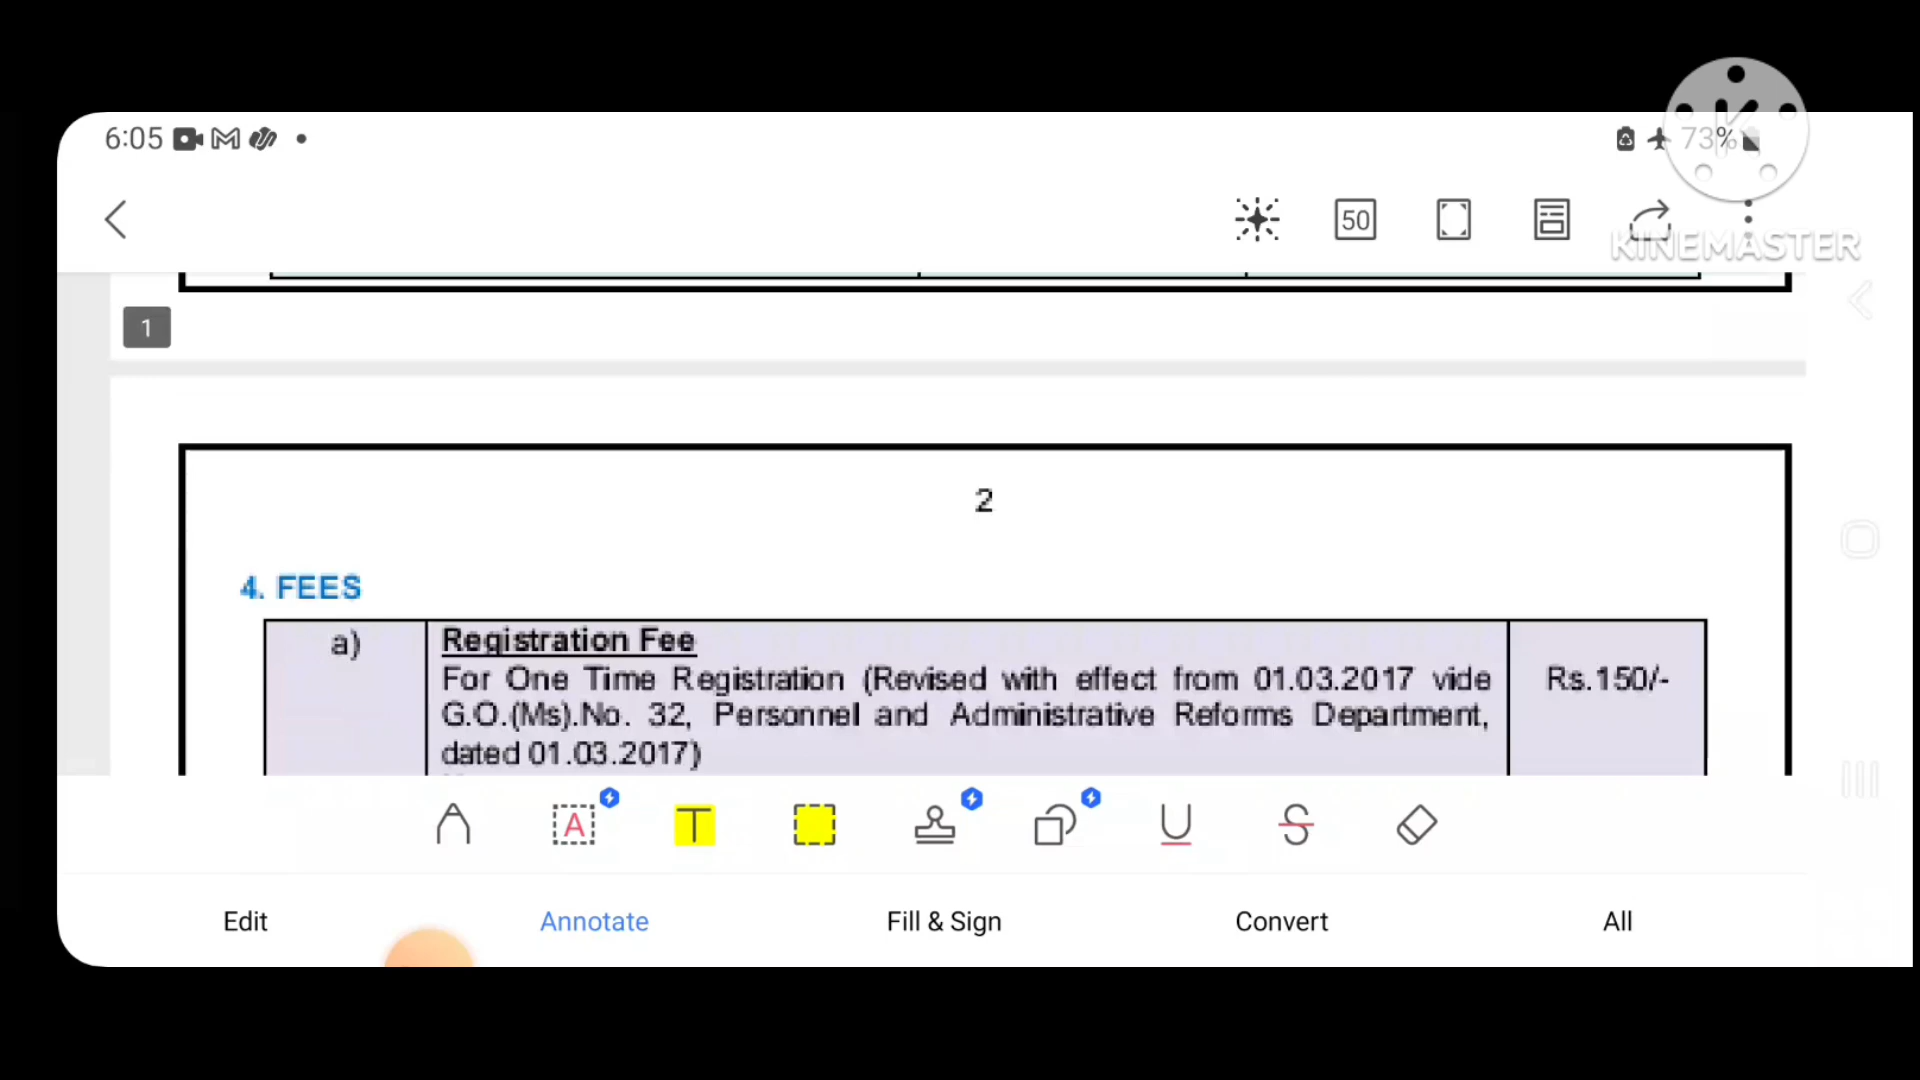 6:05
73%
50
KINEMASTER
1
2
4. FEES
a)
Registration Fee
For One Time Registration (Revised with effect from 01.03.2017 vide
G.O.(Ms).No. 32, Personnel and Administrative Reforms Department,
dated 01.03.2017)
Rs.150/-
A
T
U
S
Edit
Annotate
Fill & Sign
Convert
All